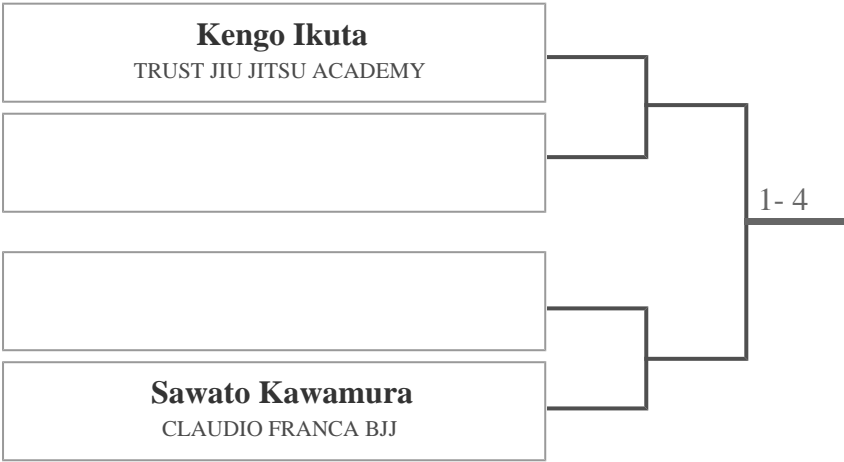 Kengo Ikuta
TRUST JIU JITSU ACADEMY
1- 4
Sawato Kawamura
CLAUDIO FRANCA BJJ